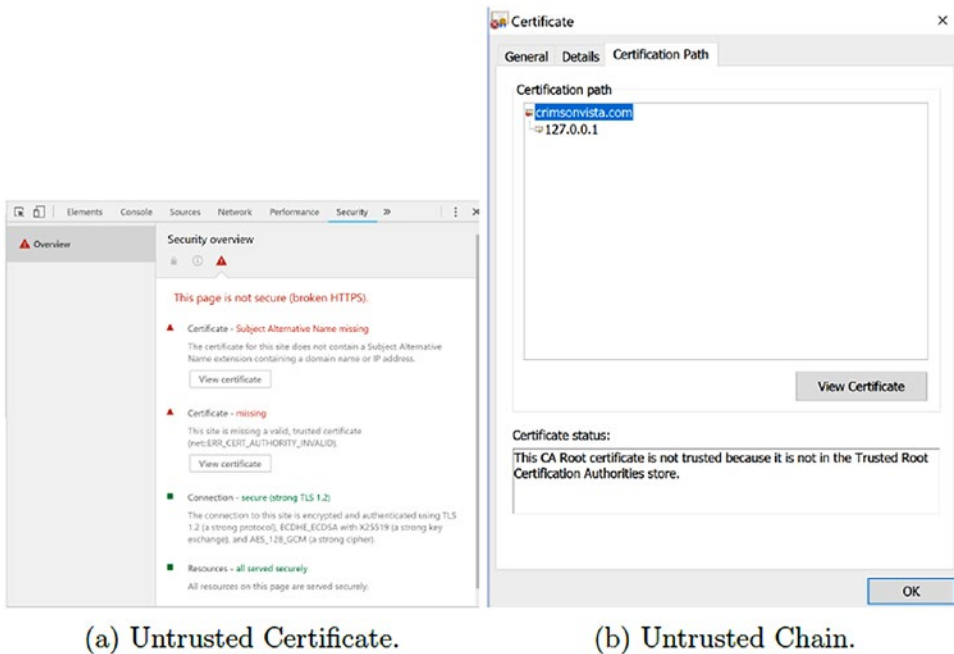 Elements Console Sources Network Performance Security »
Overview
Security overview
This page is not secure (broken HTTPS).
Certificate - Subject Alternative Name missing
The certificate for this site does not contain a Subject Alternative
Name extension containing a domain name or IP address.
View certificate
Certificate - missing
This site is missing a valid, trusted certificate
(net::ERR_CERT_AUTHORITY_INVALID).
View certificate
Connection - secure (strong TLS 1.2)
The connection to this site is encrypted and authenticated using TLS
1.2 (a strong protocol), ECDHE_ECDSA with X25519 (a strong key
exchange), and AES_128_GCM (a strong cipher).
Resources - all served securely
All resources on this page are served securely.
(a) Untrusted Certificate.
Certificate
General Details Certification Path
Certification path
crimsonvista.com
127.0.0.1
View Certificate
Certificate status:
This CA Root certificate is not trusted because it is not in the Trusted Root
Certification Authorities store.
OK
(b) Untrusted Chain.